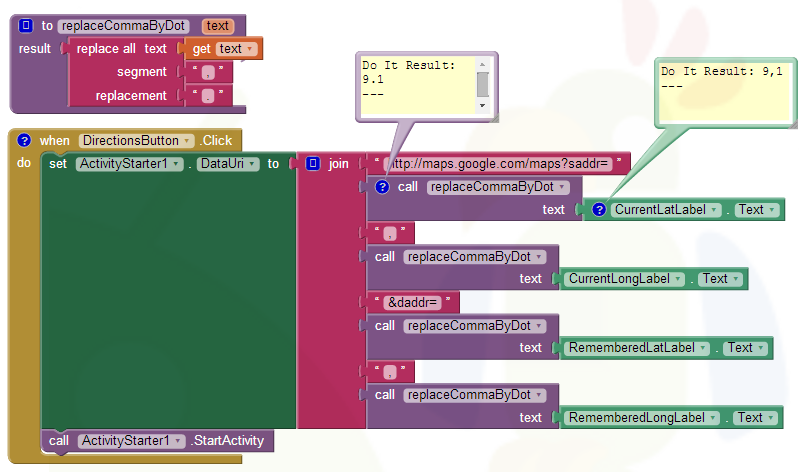 to replaceCommaByDot text
result replace all text get text
segment " , "
replacement " . "
Do It Result:
9.1
---
Do It Result: 9,1
---
? when DirectionsButton .Click
do set ActivityStarter1 . DataUri to join " http://maps.google.com/maps?saddr= "
? call replaceCommaByDot
text ? CurrentLatLabel . Text
" , "
call replaceCommaByDot
text CurrentLongLabel . Text
" &daddr= "
call replaceCommaByDot
text RememberedLatLabel . Text
" , "
call replaceCommaByDot
text RememberedLongLabel . Text
call ActivityStarter1 .StartActivity